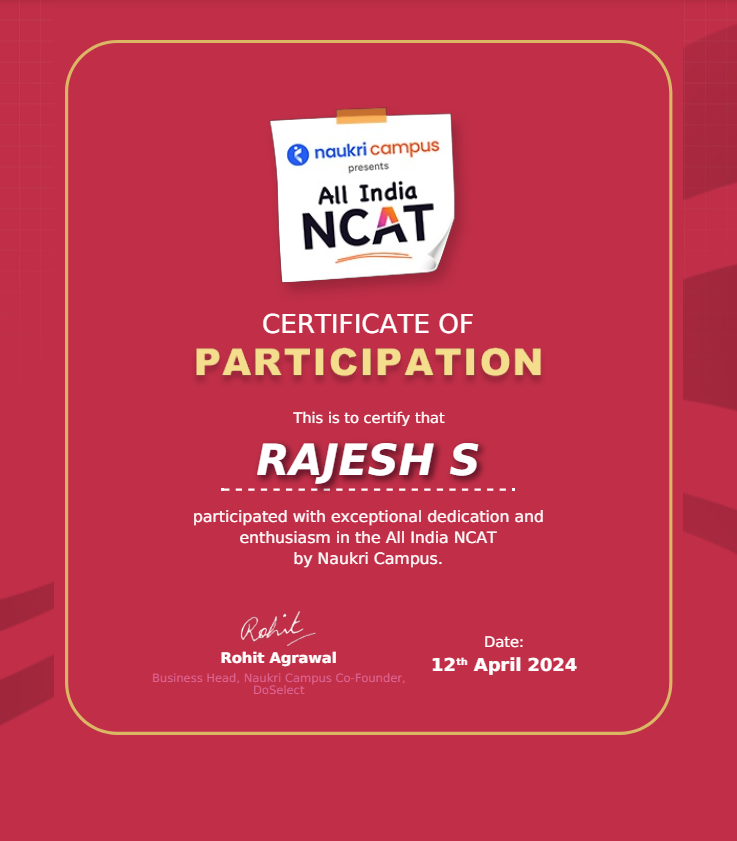 naukri campus
presents
All India
NCAT
CERTIFICATE OF
PARTICIPATION
This is to certify that
RAJESH S
participated with exceptional dedication and
enthusiasm in the All India NCAT
by Naukri Campus.
Rohit
Rohit Agrawal
Business Head, Naukri Campus Co-Founder,
DoSelect
Date:
12th April 2024